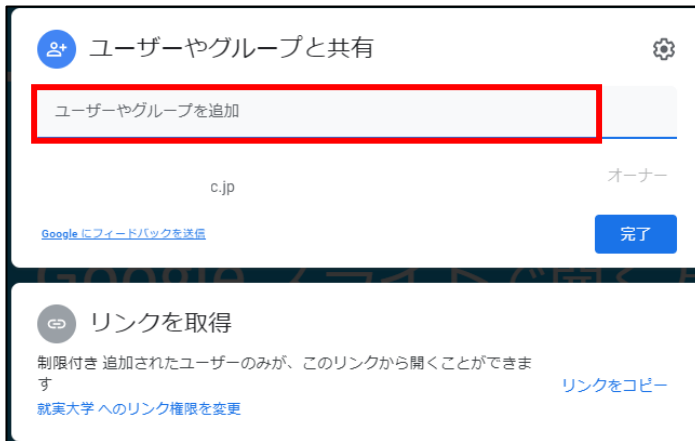 ユーザーやグループと共有
ユーザーやグループを追加
オーナー
c.jp
Google にフィードバックを送信
完了
リンクを取得
制限付き 追加されたユーザーのみが、このリンクから開くことができま
す
リンクをコピー
就実大学 へのリンク権限を変更